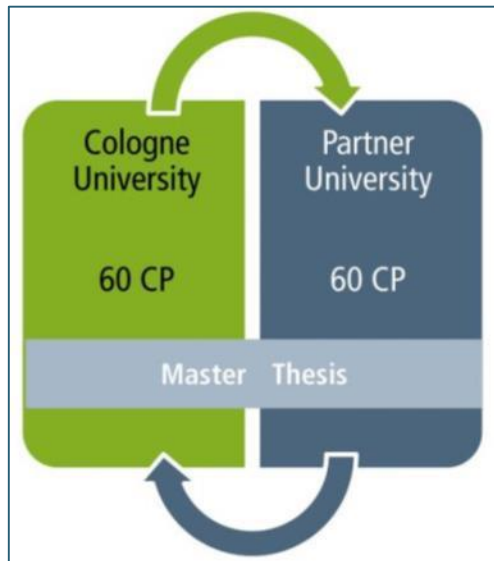 Cologne
University
60 CP
Partner
University
60 CP
Master Thesis